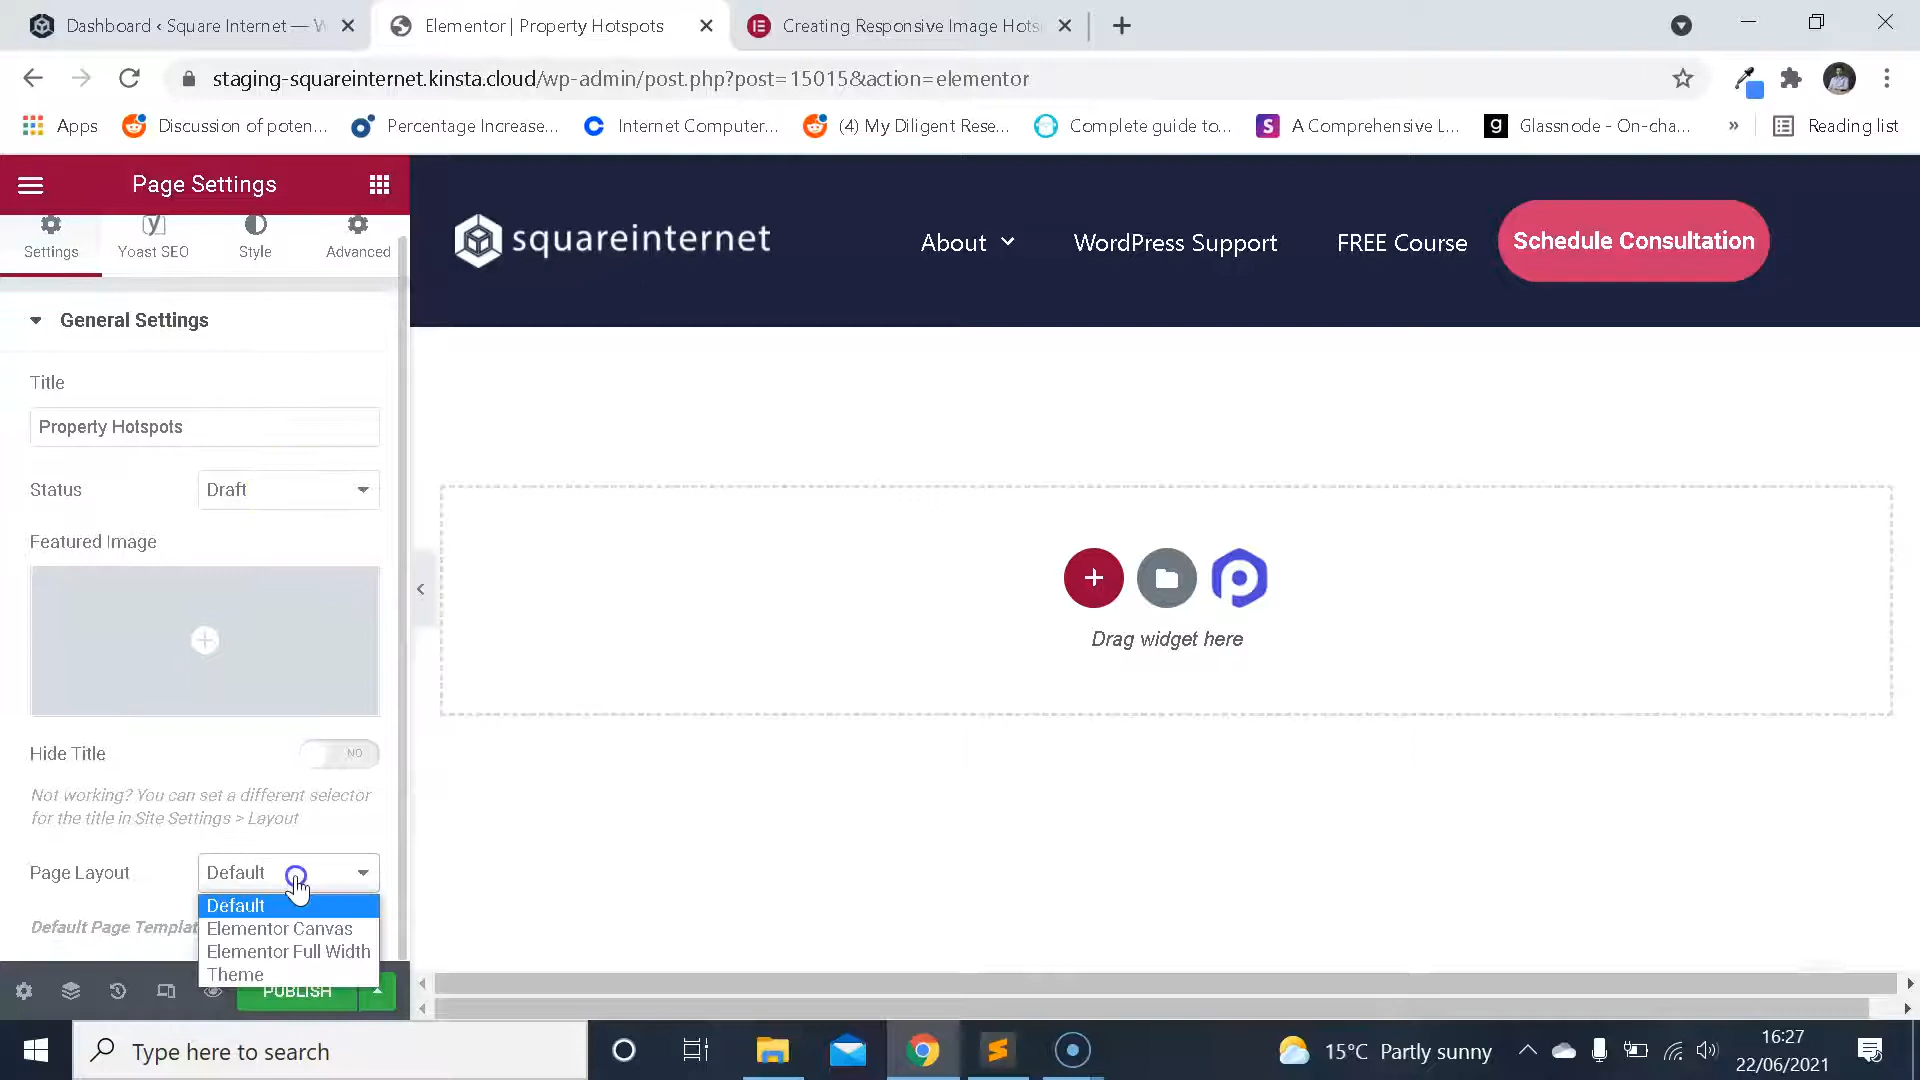 Dashboard ‹ Square Internet — W
Elementor | Property Hotspots
Creating Responsive Image Hots
staging-squareinternet.kinsta.cloud/wp-admin/post.php?post=15015&action=elementor
Apps
Discussion of poten...
Percentage Increase...
Internet Computer...
(4) My Diligent Rese...
Complete guide to...
A Comprehensive L...
Glassnode - On-cha...
»
Reading list
Page Settings
squareinternet
About
WordPress Support
FREE Course
Schedule Consultation
Settings
Yoast SEO
Style
Advanced
General Settings
Title
Property Hotspots
Status
Draft
Featured Image
Drag widget here
Hide Title
NO
Not working? You can set a different selector
for the title in Site Settings > Layout
Page Layout
Default
Default
Default Page Templat
Elementor Canvas
Elementor Full Width
Theme
PUBLISH
Type here to search
15°C Partly sunny
16:27
22/06/2021